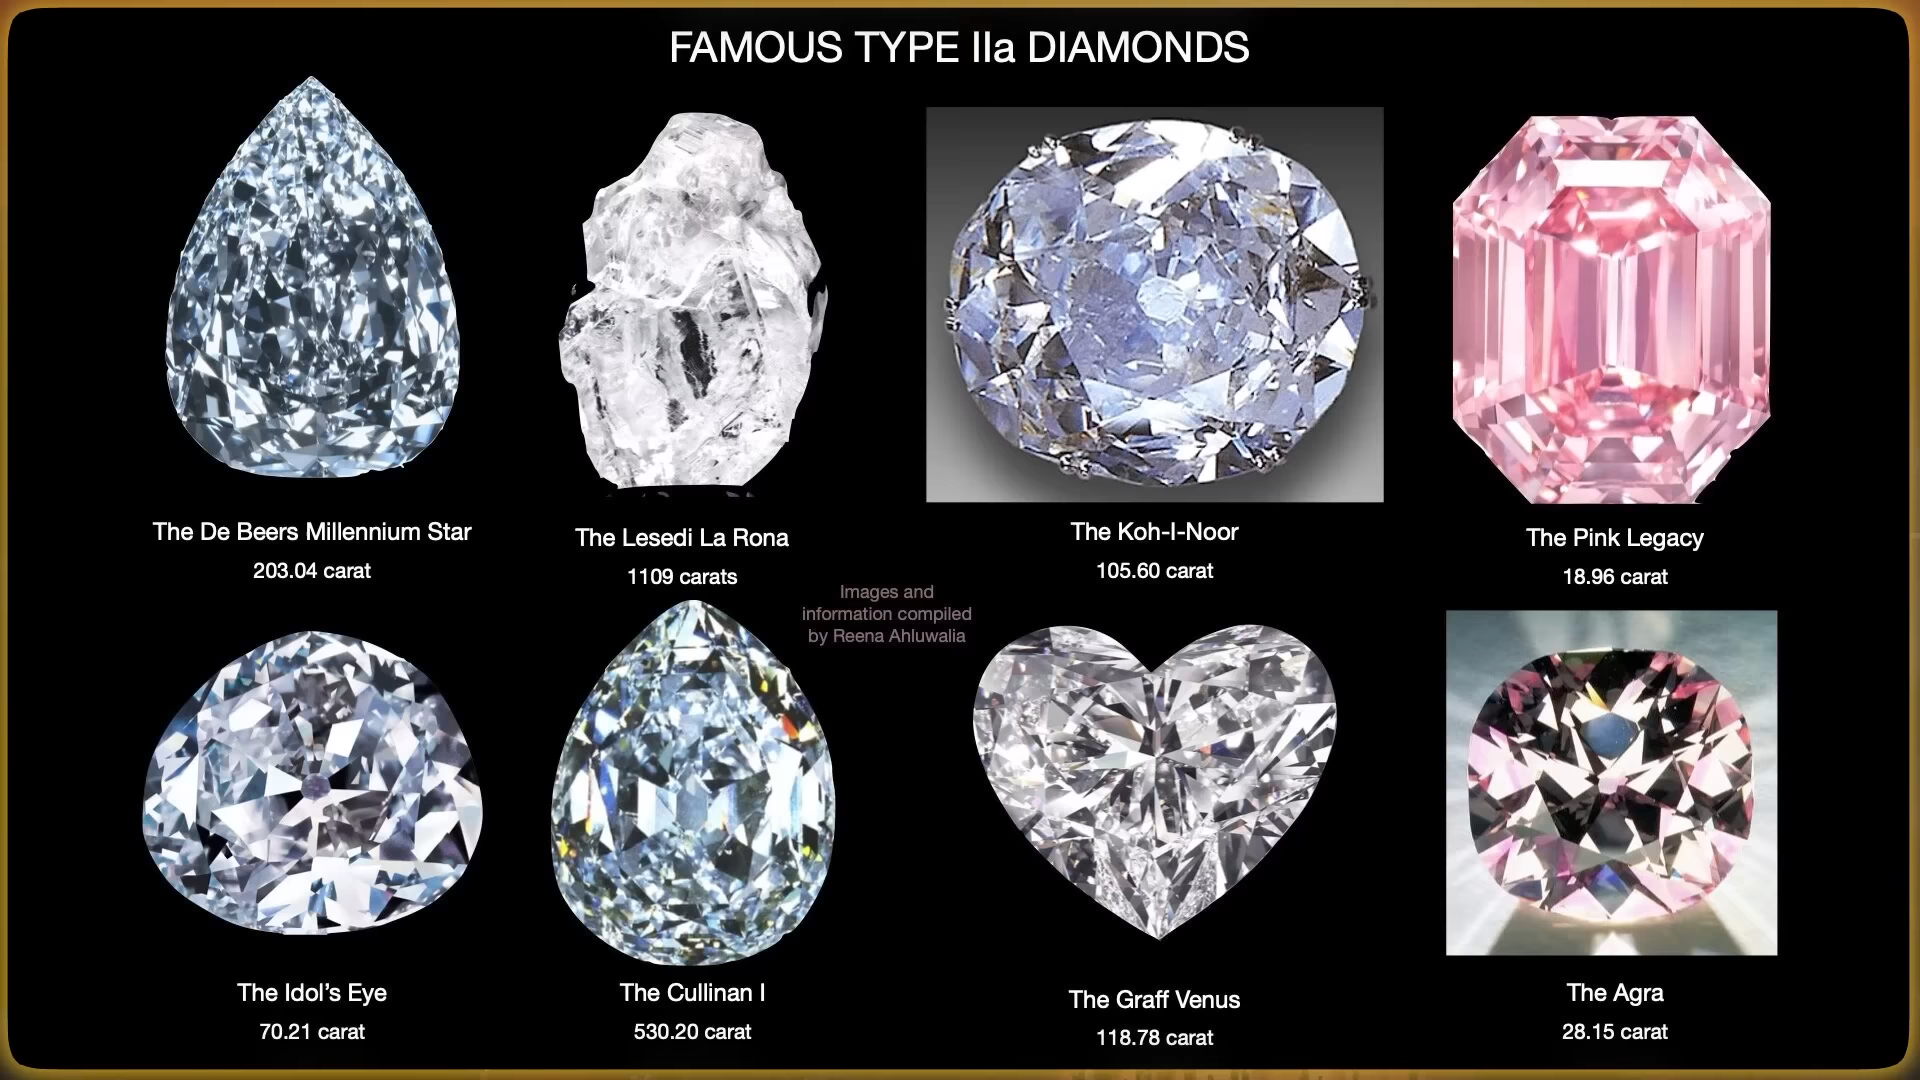 FAMOUS TYPE IIa DIAMONDS
The De Beers Millennium Star
203.04 carat
The Lesedi La Rona
1109 carats
The Koh-I-Noor
105.60 carat
The Pink Legacy
18.96 carat
Images and
information compiled
by Reena Ahluwalia
The Idol’s Eye
70.21 carat
The Cullinan I
530.20 carat
The Graff Venus
118.78 carat
The Agra
28.15 carat